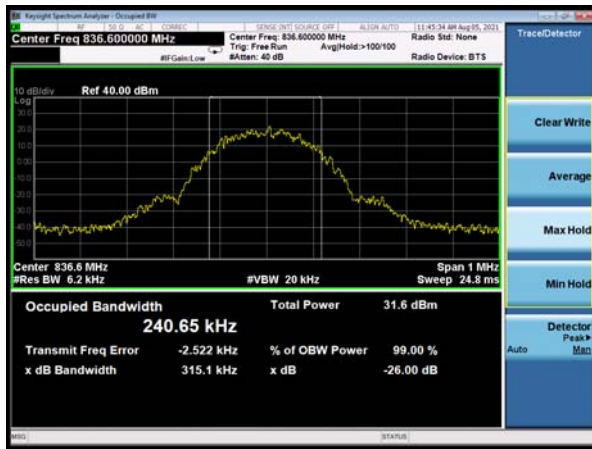 Keysight Spectrum Analyzer - Occupied BW
RF 50 Ω AC CORREC SENSE:INT SOURCE OFF ALIGN AUTO 11:45:34 AM Aug 05, 2021
Center Freq 836.600000 MHz
Center Freq: 836.600000 MHz
Radio Std: None
Trig: Free Run Avg|Hold:>100/100
#IFGain:Low #Atten: 40 dB Radio Device: BTS
Trace/Detector
10 dB/div Ref 40.00 dBm
Log
30.0
20.0
10.0
0.00
-10.0
-20.0
-30.0
-40.0
-50.0
Center 836.6 MHz Span 1 MHz
#Res BW 6.2 kHz #VBW 20 kHz Sweep 24.8 ms
Occupied Bandwidth Total Power 31.6 dBm
240.65 kHz
Transmit Freq Error -2.522 kHz % of OBW Power 99.00 %
x dB Bandwidth 315.1 kHz x dB -26.00 dB
Clear Write
Average
Max Hold
Min Hold
Detector
Peak▶
Auto Man
MSG STATUS